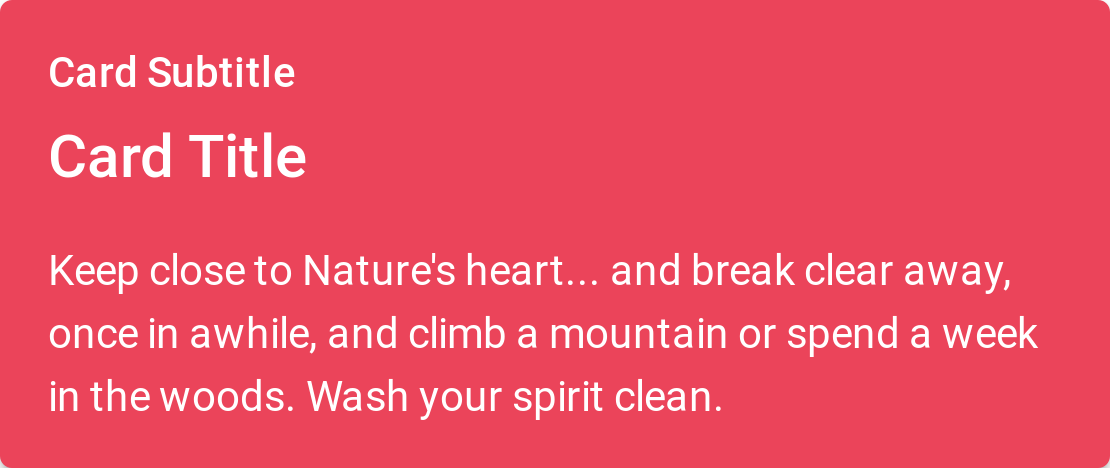 Card Subtitle
Card Title
Keep close to Nature's heart... and break clear away,
once in awhile, and climb a mountain or spend a week
in the woods. Wash your spirit clean.